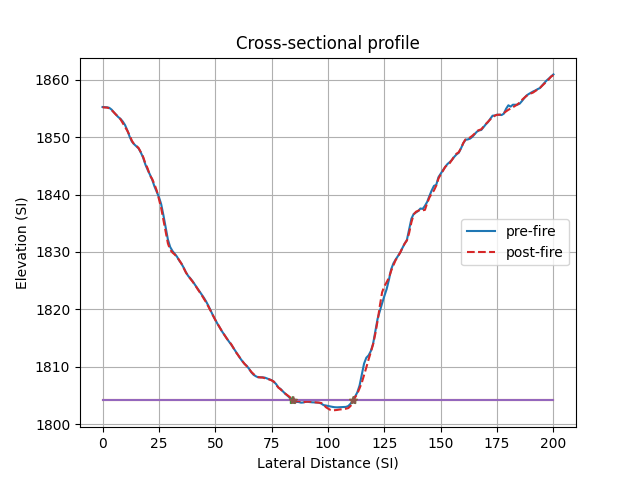 Cross-sectional profile
1860
1850
1840
1830
1820
1810
1800
Elevation (SI)
pre-fire
post-fire
0 25 50 75 100 125 150 175 200
Lateral Distance (SI)